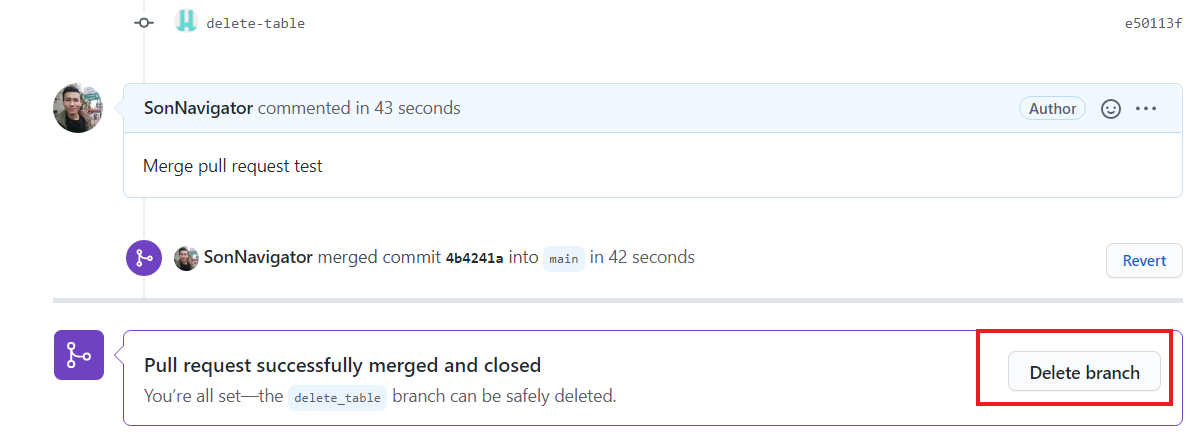 delete-table e50113f
SonNavigator commented in 43 seconds Author
Merge pull request test
SonNavigator merged commit 4b4241a into main in 42 seconds Revert
Pull request successfully merged and closed
You’re all set—the delete_table branch can be safely deleted.
Delete branch